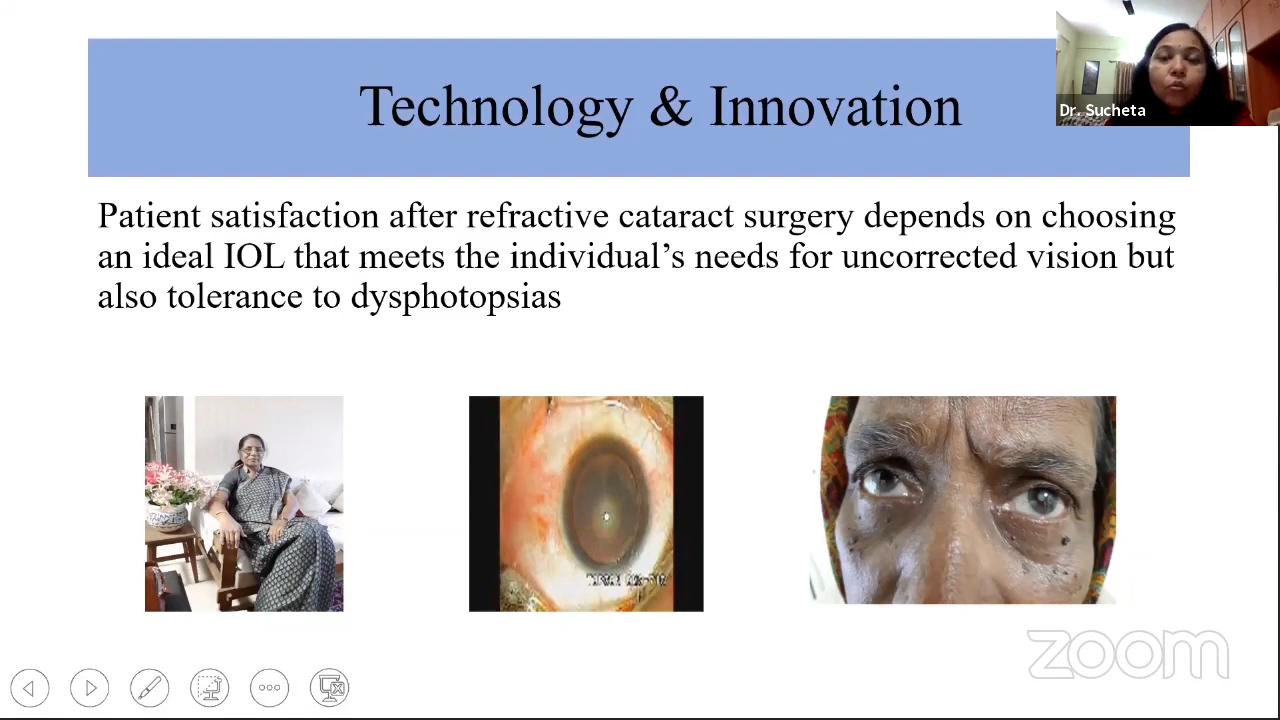 Technology & Innovation
Dr. Sucheta
Patient satisfaction after refractive cataract surgery depends on choosing
an ideal IOL that meets the individual’s needs for uncorrected vision but
also tolerance to dysphotopsias
zoom